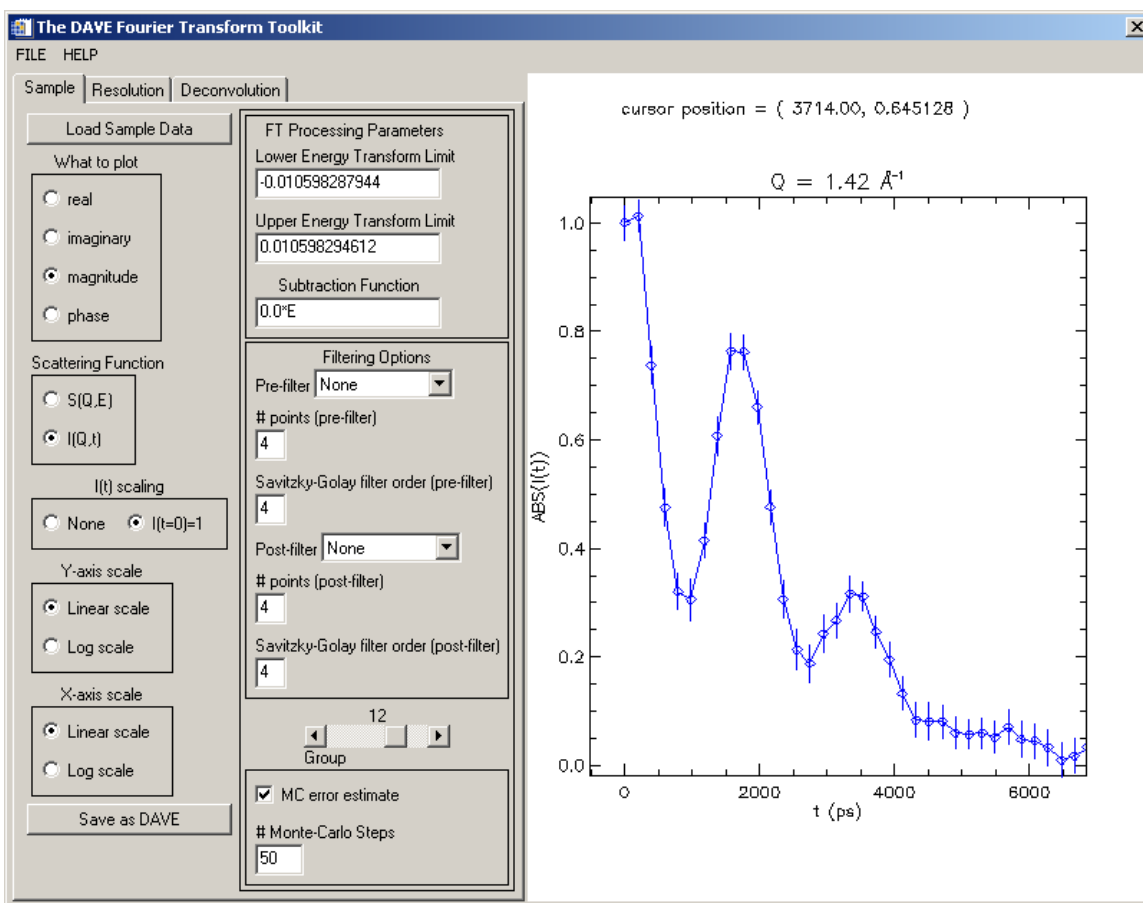 The DAVE Fourier Transform Toolkit
FILE HELP
Sample Resolution Deconvolution
Load Sample Data
What to plot
real
imaginary
magnitude
phase
Scattering Function
S(Q,E)
I(Q,t)
I(t) scaling
None I(t=0)=1
Y-axis scale
Linear scale
Log scale
X-axis scale
Linear scale
Log scale
Save as DAVE
FT Processing Parameters
Lower Energy Transform Limit
-0.010598287944
Upper Energy Transform Limit
0.010598294612
Subtraction Function
0.0*E
Filtering Options
Pre-filter None
# points (pre-filter)
4
Savitzky-Golay filter order (pre-filter)
4
Post-filter None
# points (post-filter)
4
Savitzky-Golay filter order (post-filter)
4
12
Group
MC error estimate
# Monte-Carlo Steps
50
cursor position = ( 3714.00, 0.645128 )
Q = 1.42 Å⁻¹
ABS(I(t))
1.0
0.8
0.6
0.4
0.2
0.0
0 2000 4000 6000
t (ps)